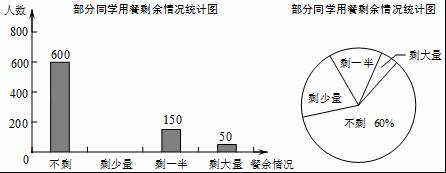 部分同学用餐剩余情况统计图
人数
800
600
400
200
0
600
150
50
不剩
剩少量
剩一半
剩大量
餐余情况
部分同学用餐剩余情况统计图
剩大量
剩一半
剩少量
不剩 60%